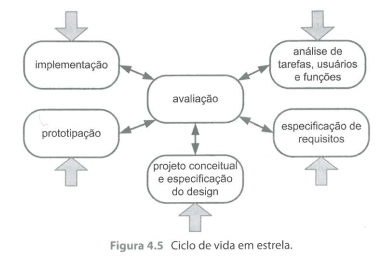 implementação
análise de
tarefas, usuários
e funções
avaliação
prototipação
especificação de
requisitos
projeto conceitual
e especificação
do design
Figura 4.5 Ciclo de vida em estrela.